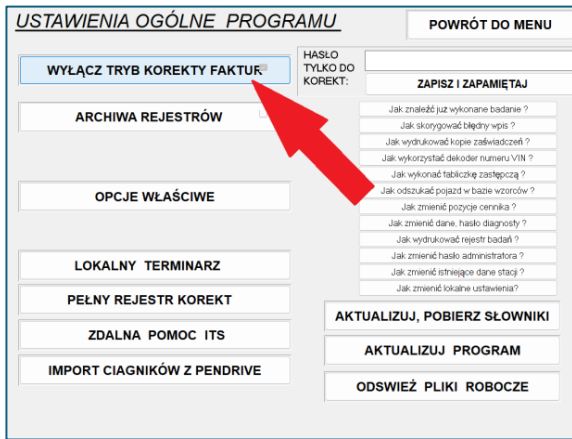 USTAWIENIA OGÓLNE PROGRAMU
POWRÓT DO MENU
WYŁĄCZ TRYB KOREKTY FAKTUR
HASŁO
TYLKO DO
KOREKT:
ZAPISZ I ZAPAMIĘTAJ
ARCHIWA REJESTRÓW
Jak znaleźć już wykonane badanie ?
Jak skorygować błędny wpis ?
Jak wydrukować kopie zaświadczeń ?
Jak wykorzystać dekoder numeru VIN ?
Jak wykonać tabliczkę zastępczą ?
Jak odszukać pojazd w bazie wzorców ?
Jak zmienić pozycje cennika ?
Jak zmienić dane, hasło diagnosty ?
Jak wydrukować rejestr badań ?
Jak zmienić hasło administratora ?
Jak zmienić istniejące dane stacji ?
Jak zmienić lokalne ustawienia?
OPCJE WŁAŚCIWE
LOKALNY TERMINARZ
PEŁNY REJESTR KOREKT
ZDALNA POMOC ITS
IMPORT CIAGNIKÓW Z PENDRIVE
AKTUALIZUJ, POBIERZ SŁOWNIKI
AKTUALIZUJ PROGRAM
ODSWIEŻ PLIKI ROBOCZE